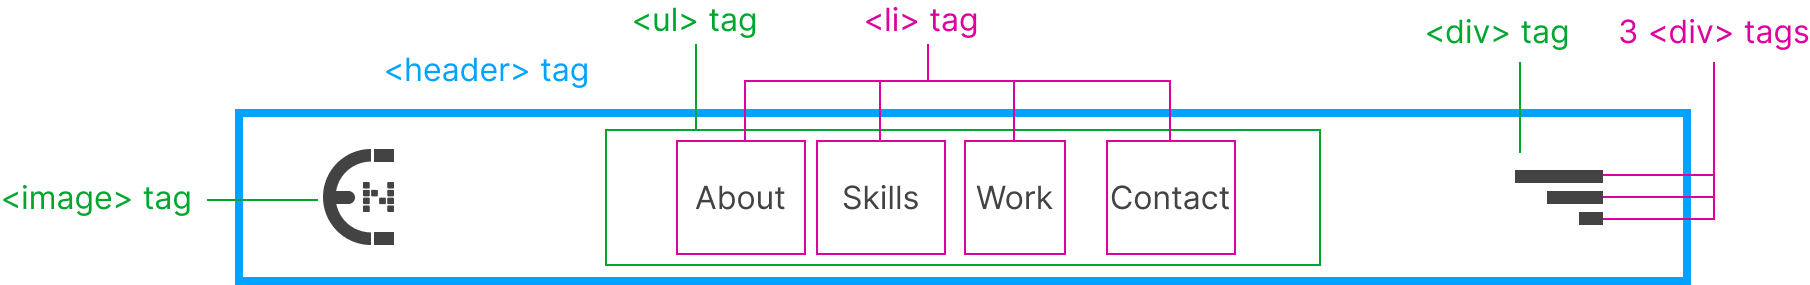 <ul> tag
<li> tag
<div> tag
3 <div> tags
<header> tag
<image> tag
N
About
Skills
Work
Contact